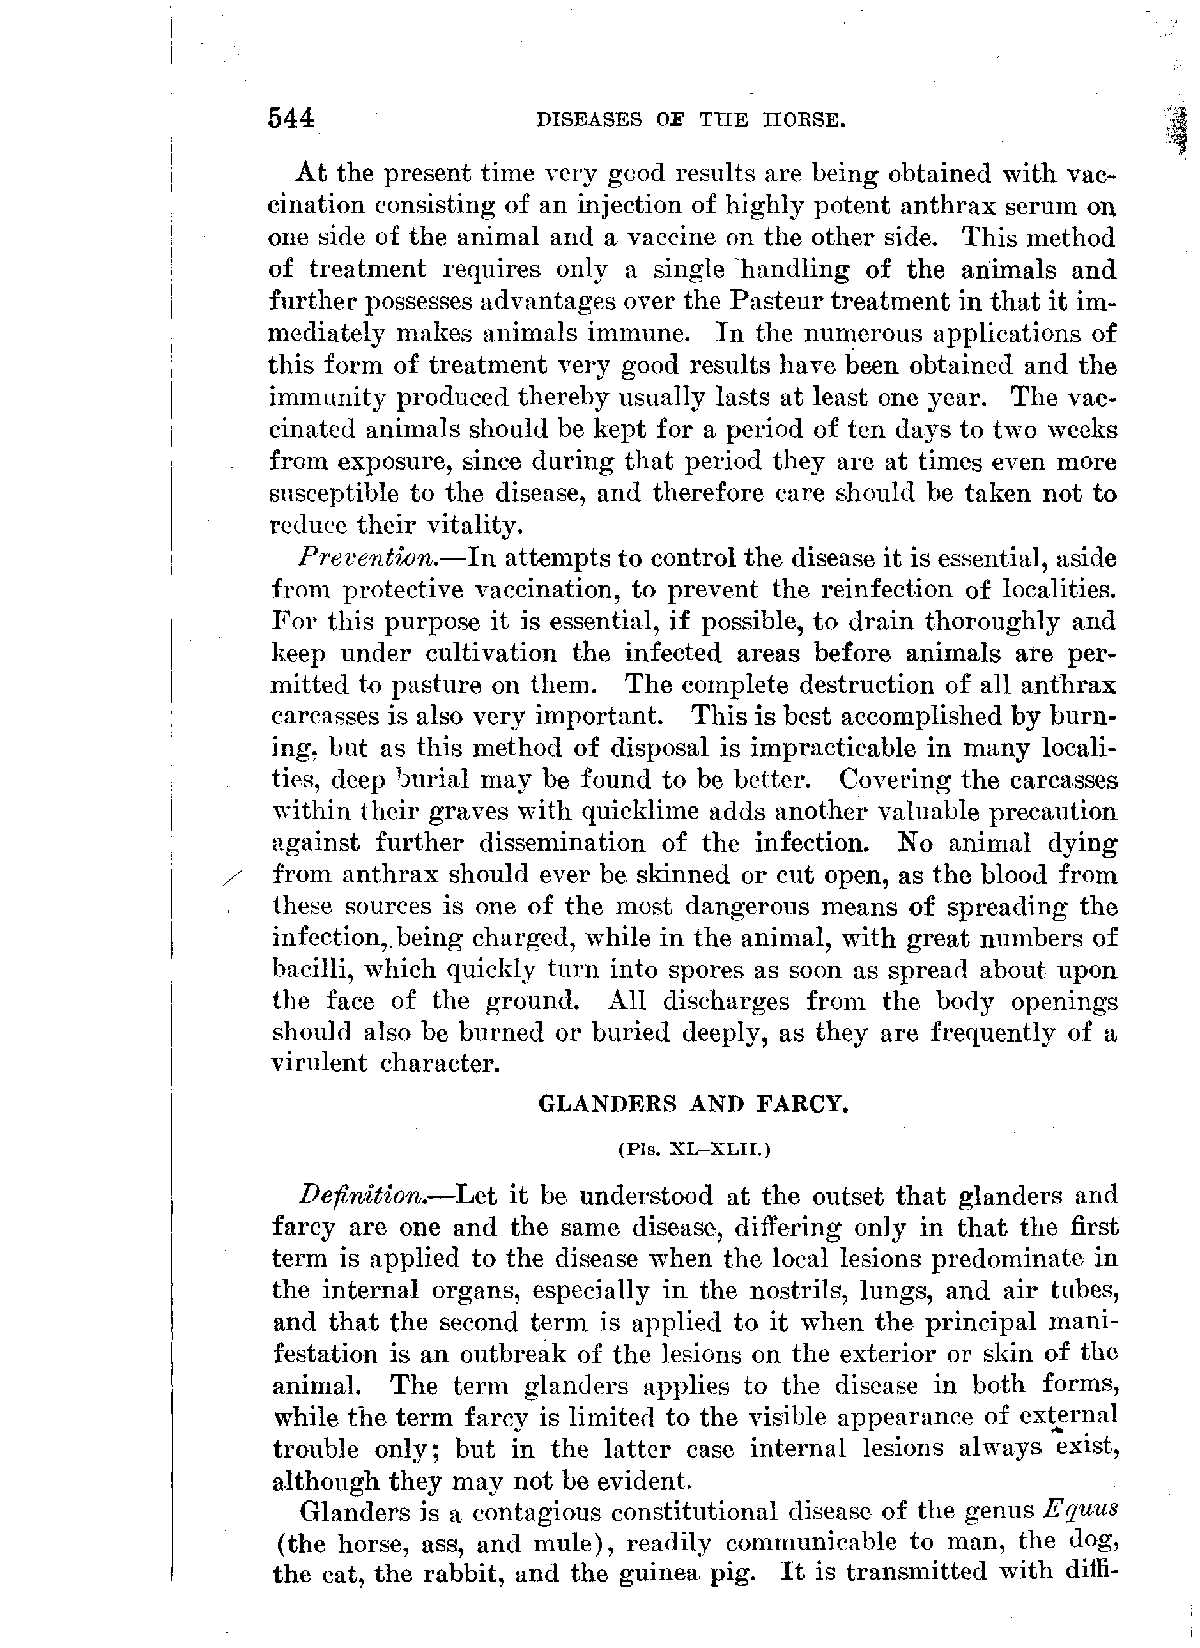 544 DISEASES OF THE HORSE.
At the present time very good results are being obtained with vac-
cination consisting of an injection of highly potent anthrax serum on
one side of the animal and a vaccine on the other side. This method
of treatment requires only a single handling of the animals and
further possesses advantages over the Pasteur treatment in that it im-
mediately makes animals immune. In the numerous applications of
this form of treatment very good results have been obtained and the
immunity produced thereby usually lasts at least one year. The vac-
cinated animals should be kept for a period of ten days to two weeks
from exposure, since during that period they are at times even more
susceptible to the disease, and therefore care should be taken not to
reduce their vitality.
Prevention.—In attempts to control the disease it is essential, aside
from protective vaccination, to prevent the reinfection of localities.
For this purpose it is essential, if possible, to drain thoroughly and
keep under cultivation the infected areas before animals are per-
mitted to pasture on them. The complete destruction of all anthrax
carcasses is also very important. This is best accomplished by burn-
ing, but as this method of disposal is impracticable in many locali-
ties, deep burial may be found to be better. Covering the carcasses
within their graves with quicklime adds another valuable precaution
against further dissemination of the infection. No animal dying
from anthrax should ever be skinned or cut open, as the blood from
these sources is one of the most dangerous means of spreading the
infection, being charged, while in the animal, with great numbers of
bacilli, which quickly turn into spores as soon as spread about upon
the face of the ground. All discharges from the body openings
should also be burned or buried deeply, as they are frequently of a
virulent character.
GLANDERS AND FARCY.
(Pls. XL–XLII.)
Definition.—Let it be understood at the outset that glanders and
farcy are one and the same disease, differing only in that the first
term is applied to the disease when the local lesions predominate in
the internal organs, especially in the nostrils, lungs, and air tubes,
and that the second term is applied to it when the principal mani-
festation is an outbreak of the lesions on the exterior or skin of the
animal. The term glanders applies to the disease in both forms,
while the term farcy is limited to the visible appearance of external
trouble only; but in the latter case internal lesions always exist,
although they may not be evident.
Glanders is a contagious constitutional disease of the genus Equus
(the horse, ass, and mule), readily communicable to man, the dog,
the cat, the rabbit, and the guinea pig. It is transmitted with diffi-